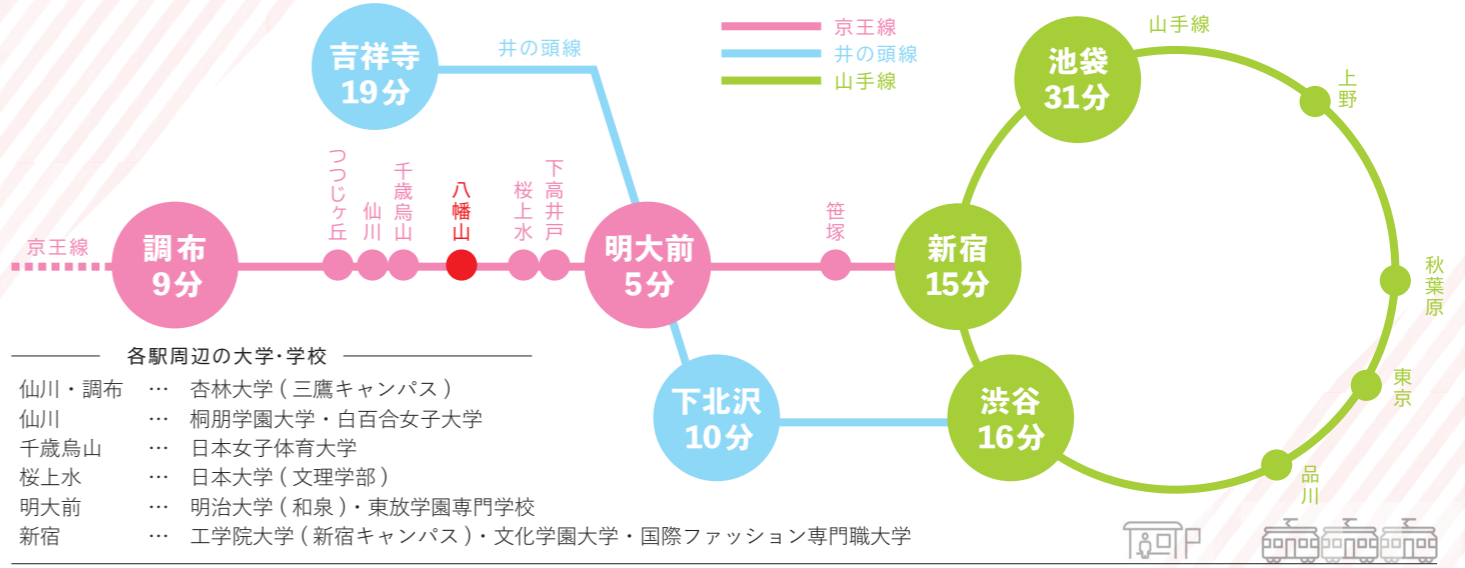 吉祥寺
19分
井の頭線
京王線
井の頭線
山手線
池袋
31分
山手線
上野
つつじヶ丘
仙川
千歳烏山
八幡山
桜上水
下高井戸
京王線
調布
9分
明大前
5分
笹塚
新宿
15分
秋葉原
下北沢
10分
渋谷
16分
東京
品川
各駅周辺の大学・学校
仙川・調布 … 杏林大学 ( 三鷹キャンパス )
仙川 … 桐朋学園大学・白百合女子大学
千歳烏山 … 日本女子体育大学
桜上水 … 日本大学 ( 文理学部 )
明大前 … 明治大学 ( 和泉 )・東放学園専門学校
新宿 … 工学院大学 ( 新宿キャンパス )・文化学園大学・国際ファッション専門職大学